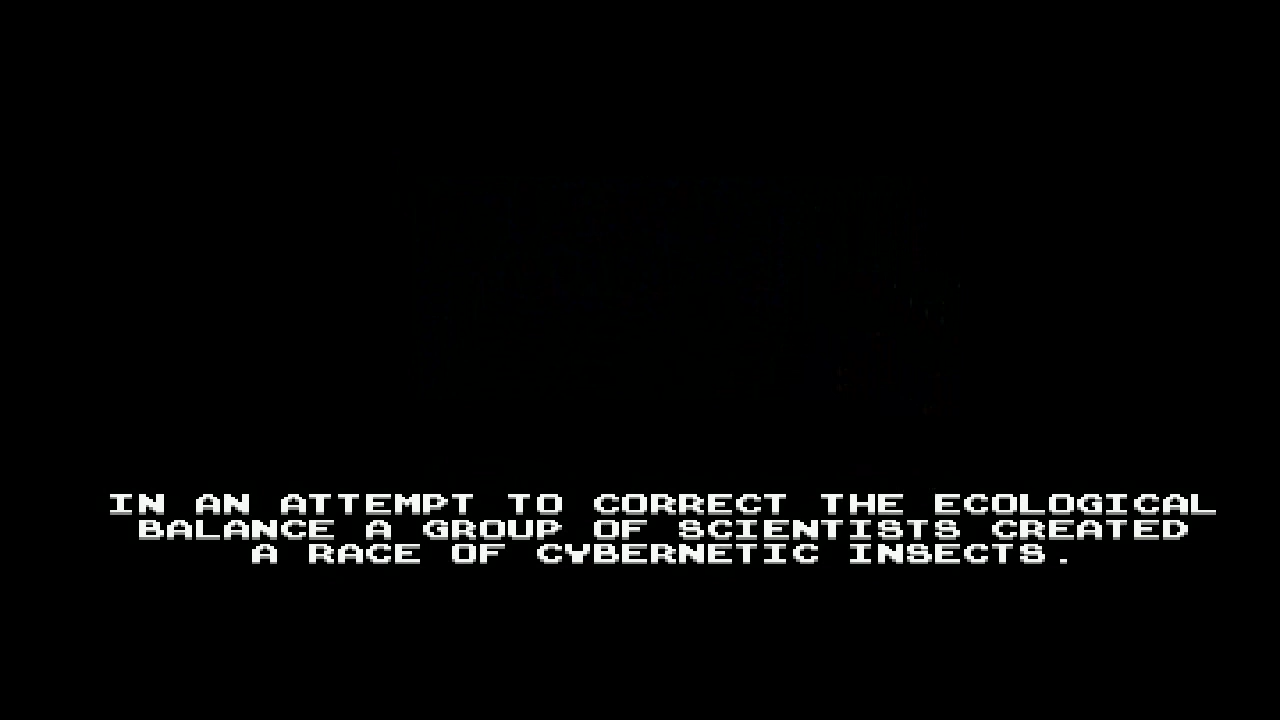 IN AN ATTEMPT TO CORRECT THE ECOLOGICAL
BALANCE A GROUP OF SCIENTISTS CREATED
A RACE OF CYBERNETIC INSECTS.